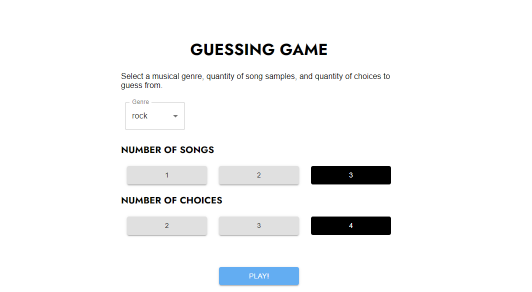 GUESSING GAME
Select a musical genre, quantity of song samples, and quantity of choices to
guess from.
Genre
rock
NUMBER OF SONGS
1 2 3
NUMBER OF CHOICES
2 3 4
PLAY!